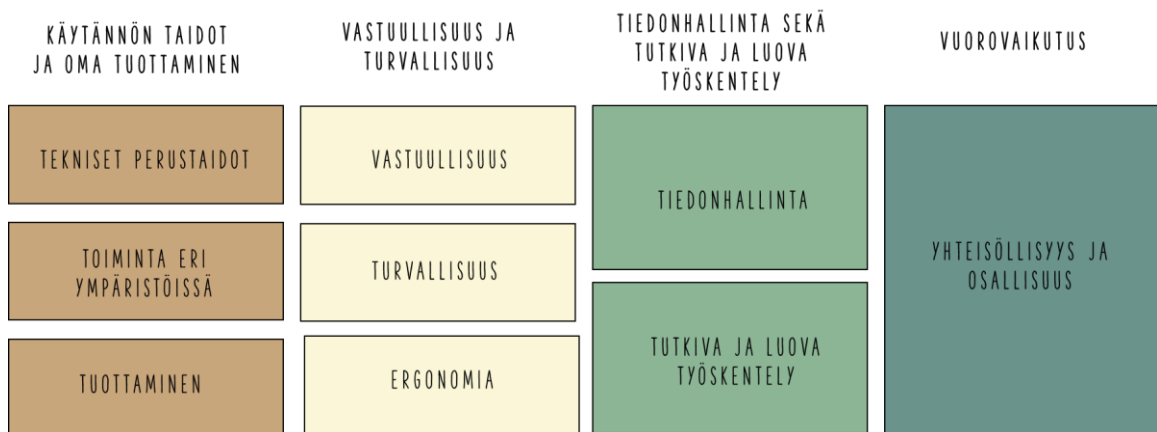 KÄYTÄNNÖN TAIDOT
JA OMA TUOTTAMINEN
TEKNISET PERUSTAIDOT
TOIMINTA ERI
YMPÄRISTÖISSÄ
TUOTTAMINEN
VASTUULLISUUS JA
TURVALLISUUS
VASTUULLISUUS
TURVALLISUUS
ERGONOMIA
TIEDONHALLINTA SEKÄ
TUTKIVA JA LUOVA
TYÖSKENTELY
TIEDONHALLINTA
TUTKIVA JA LUOVA
TYÖSKENTELY
VUOROVAIKUTUS
YHTEISÖLLISYYS JA
OSALLISUUS